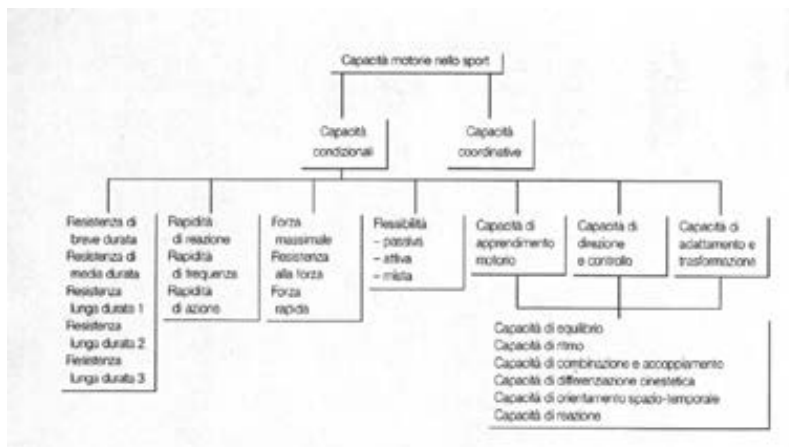 Capacità motorie nello sport
Capacità
condizionali
Capacità
coordinative
Resistenza di
breve durata
Resistenza di
media durata
Resistenza
lunga durata 1
Resistenza
lunga durata 2
Resistenza
lunga durata 3
Rapidità
di reazione
Rapidità
di frequenza
Rapidità
di azione
Forza
massimale
Resistenza
alla forza
Forza
rapida
Flessibilità
– passiva
– attiva
– mista
Capacità di
apprendimento
motorio
Capacità di
direzione
e controllo
Capacità di
adattamento e
trasformazione
Capacità di equilibrio
Capacità di ritmo
Capacità di combinazione e accoppiamento
Capacità di differenziazione cinestetica
Capacità di orientamento spazio-temporale
Capacità di reazione